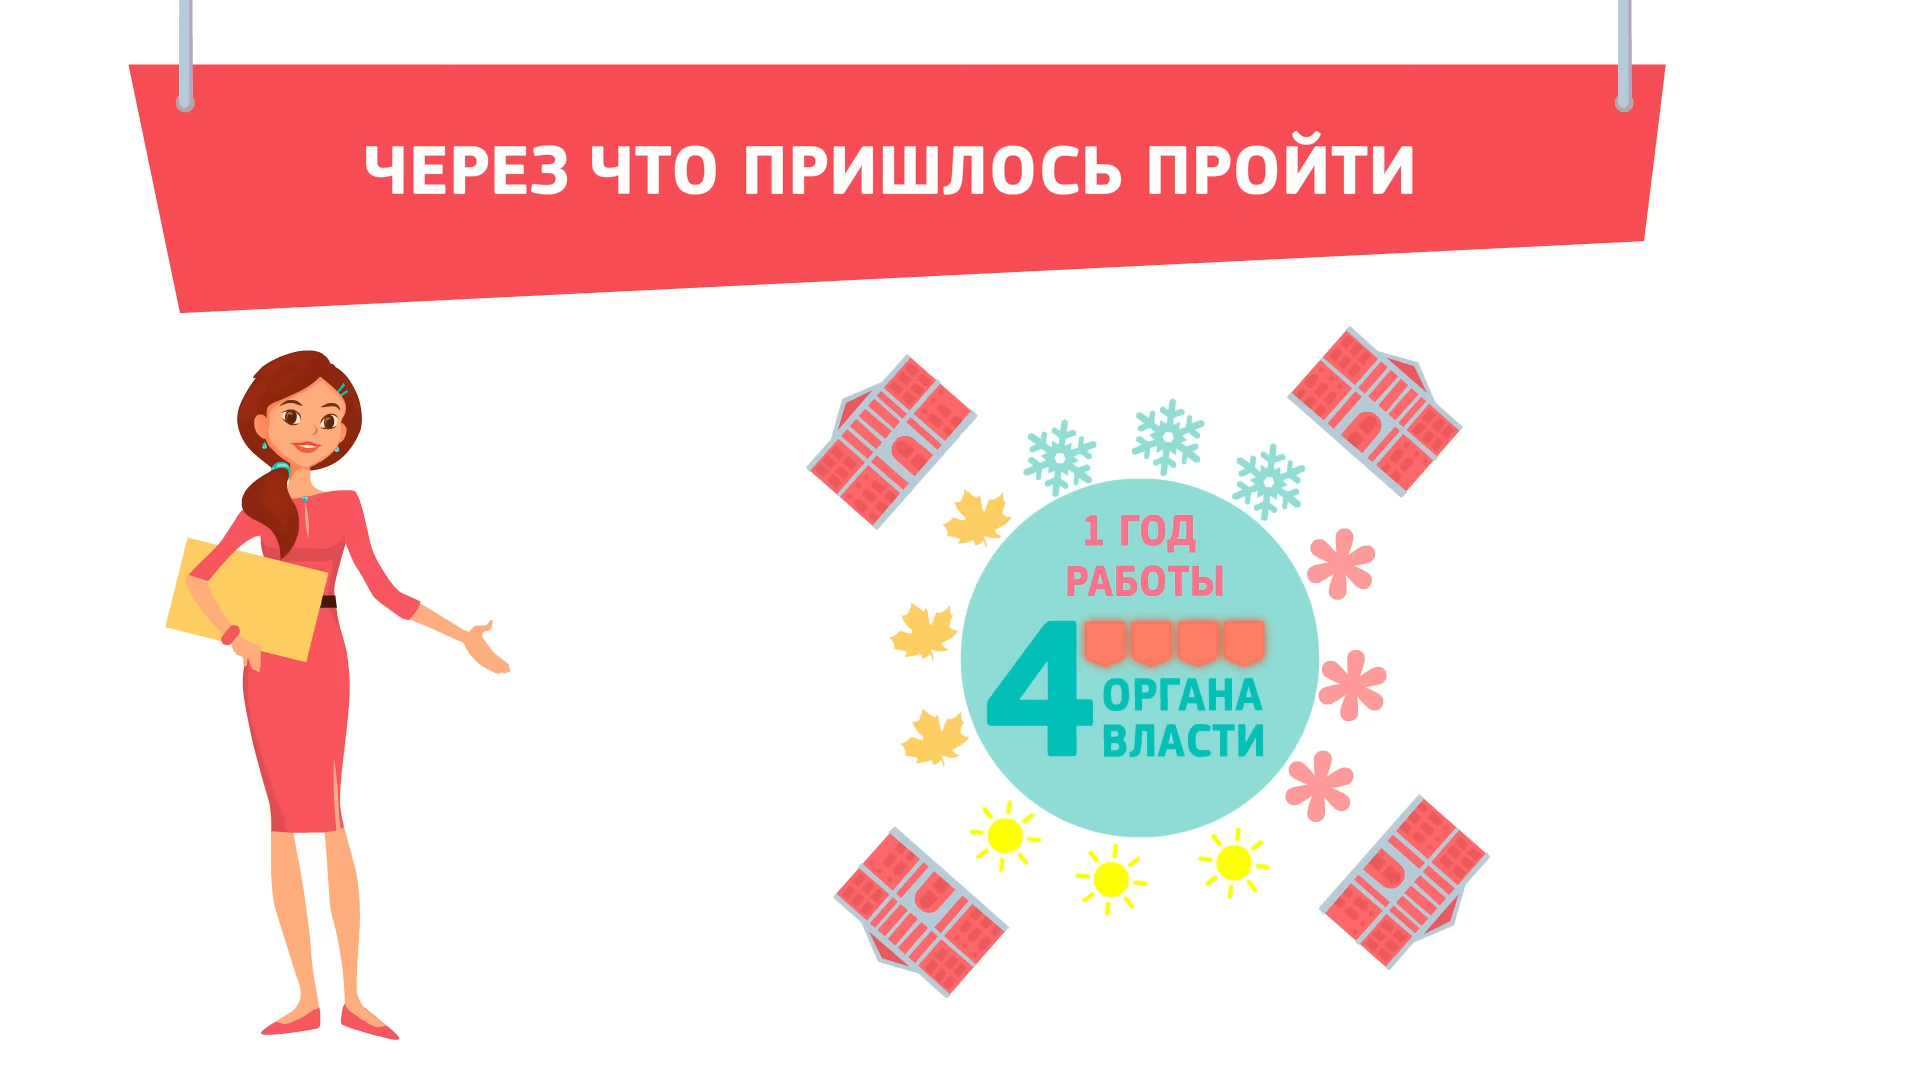 ЧЕРЕЗ ЧТО ПРИШЛОСЬ ПРОЙТИ
1 ГОД
РАБОТЫ
4
ОРГАНА
ВЛАСТИ